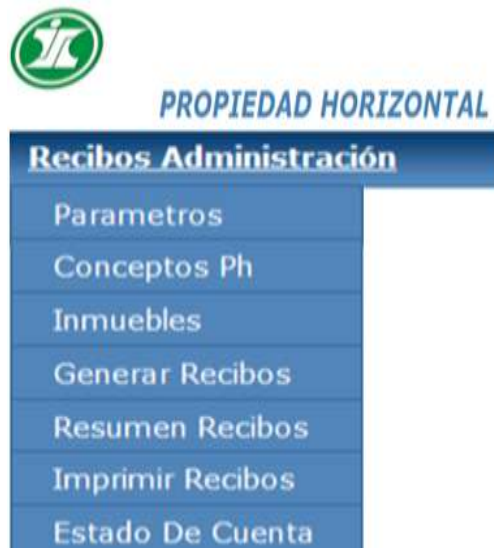 PROPIEDAD HORIZONTAL
Recibos Administración
Parametros
Conceptos Ph
Inmuebles
Generar Recibos
Resumen Recibos
Imprimir Recibos
Estado De Cuenta